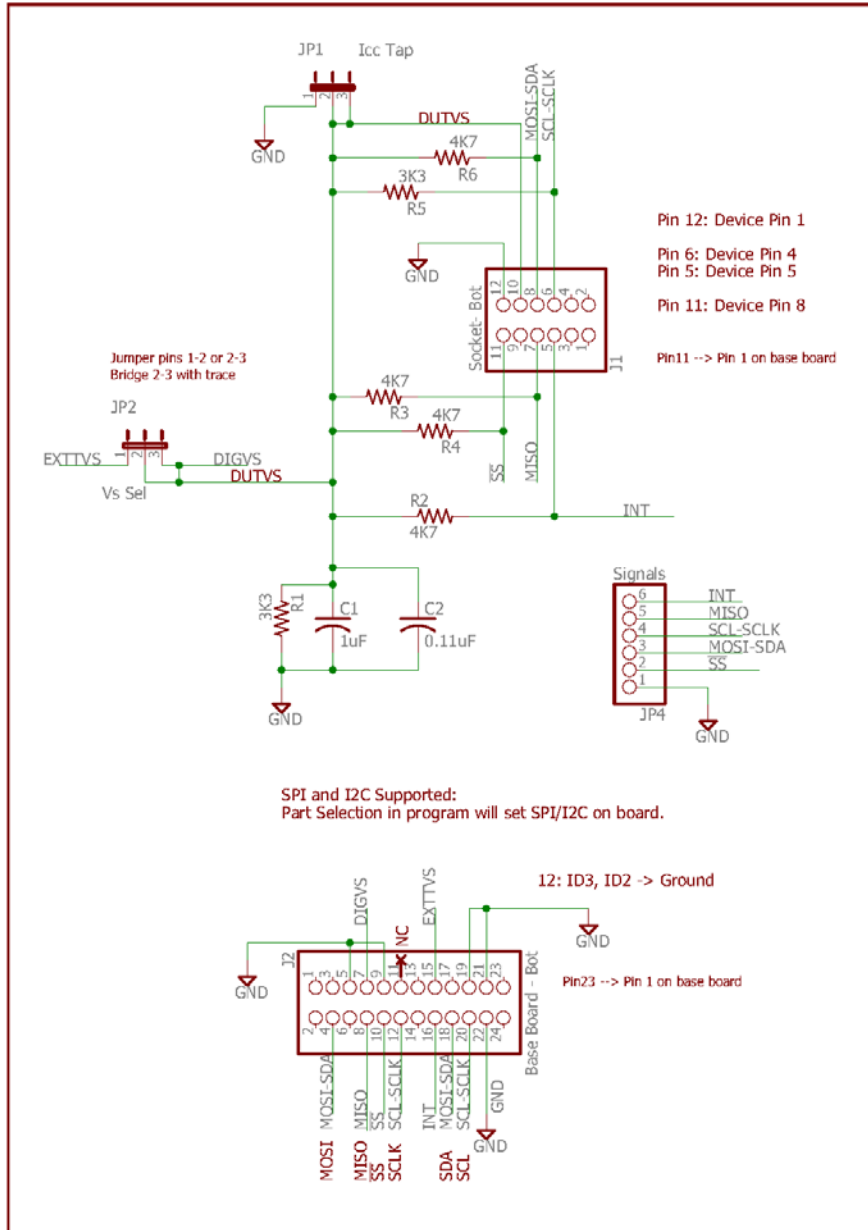 JP1
Icc Tap
1
2
3
GND
DUTVS
MOSI-SDA
SCL-SCLK
4K7
R6
3K3
R5
GND
Pin 12: Device Pin 1
Pin 6: Device Pin 4
Pin 5: Device Pin 5
Pin 11: Device Pin 8
Pin11 --> Pin 1 on base board
Socket- Bot
12
10
8
6
4
2
11
9
7
5
3
1
J1
Jumper pins 1-2 or 2-3
Bridge 2-3 with trace
JP2
EXTTVS
1
2
3
DIGVS
DUTVS
Vs Sel
4K7
R3
4K7
R4
SS
MISO
R2
4K7
INT
3K3
R1
C1
1uF
C2
0.11uF
GND
Signals
6 INT
5 MISO
4 SCL-SCLK
3 MOSI-SDA
2 SS
1
JP4
GND
SPI and I2C Supported:
Part Selection in program will set SPI/I2C on board.
12: ID3, ID2 -> Ground
DIGVS
NC
EXTTVS
GND
GND
J2
1
3
5
7
9
11
13
15
17
19
21
23
2
4
6
8
10
12
14
16
18
20
22
24
Base Board - Bot
Pin23 --> Pin 1 on base board
MOSI-SDA
MISO
SS
SCL-SCLK
INT
MOSI-SDA
SCL-SCLK
GND
GND
MOSI
MISO
SS
SCLK
SDA
SCL